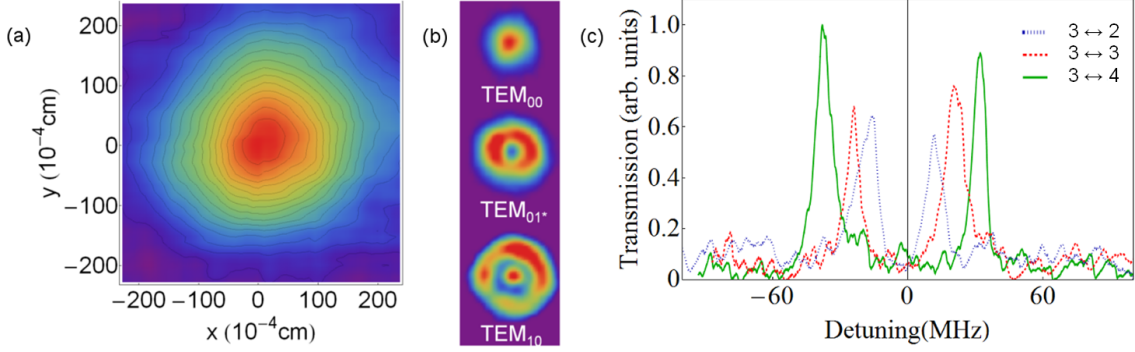 (a)
200
100
0
−100
−200
y (10⁻⁴cm)
−200 −100 0 100 200
x (10⁻⁴cm)
(b)
TEM₀₀
TEM₀₁*
TEM₁₀
(c)
Transmission (arb. units)
1.0
0.8
0.6
0.4
0.2
0
−60 0 60
Detuning(MHz)
3 ↔ 2
3 ↔ 3
3 ↔ 4